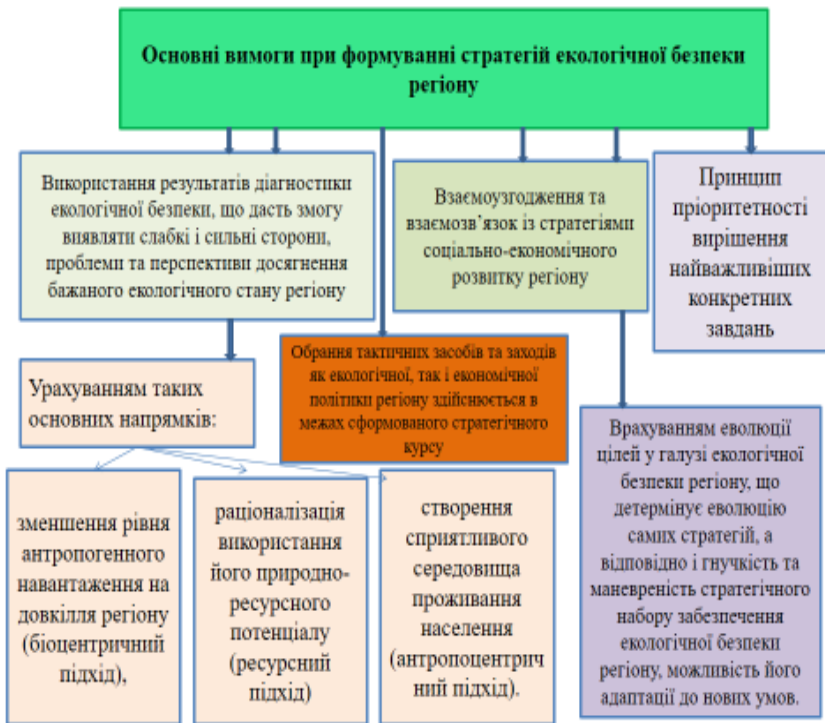 Основні вимоги при формуванні стратегій екологічної безпеки
регіону
Використання результатів діагностики
екологічної безпеки, що дасть змогу
виявляти слабкі і сильні сторони,
проблеми та перспективи досягнення
бажаного екологічного стану регіону
Взаємоузгодження та
взаємозв’язок із стратегіями
соціально-економічного
розвитку регіону
Принцип
пріоритетності
вирішення
найважливіших
конкретних
завдань
Урахуванням таких
основних напрямків:
Обрання тактичних засобів та заходів
як екологічної, так і економічної
політики регіону здійснюється в
межах сформованого стратегічного
курсу
Врахуванням еволюції
цілей у галузі екологічної
безпеки регіону, що
детермінує еволюцію
самих стратегій, а
відповідно і гнучкість та
маневреність стратегічного
набору забезпечення
екологічної безпеки
регіону, можливість його
адаптації до нових умов.
зменшення рівня
антропогенного
навантаження на
довкілля регіону
(біоцентричний
підхід),
раціоналізація
використання
його природно-
ресурсного
потенціалу
(ресурсний
підхід)
створення
сприятливого
середовища
проживання
населення
(антропоцентрич
ний підхід).